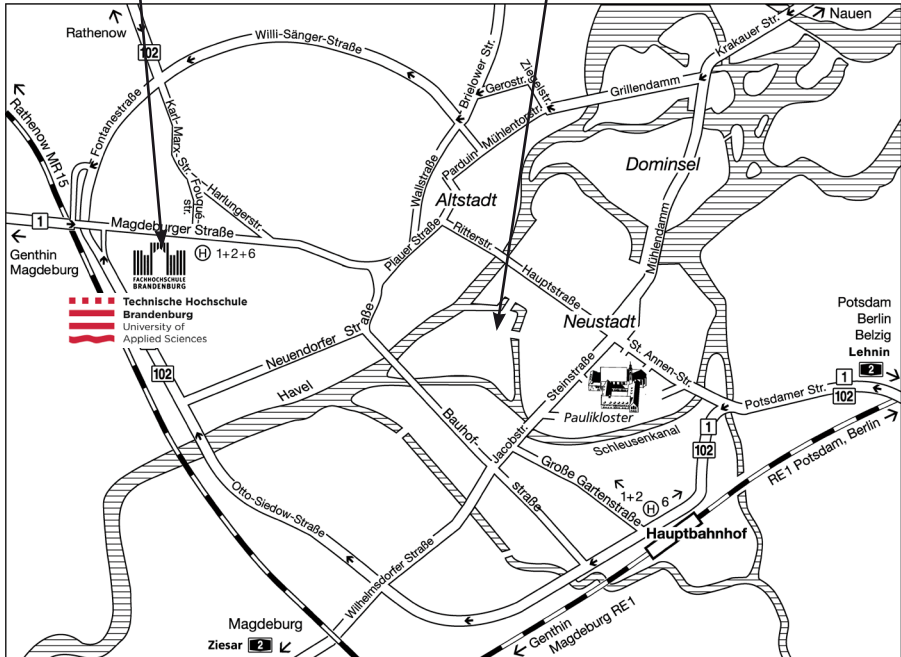 Nauen
Krakauer Str.
Rathenow
102
Willi-Sänger-Straße
Brielower Str.
Ziegelstr.
Gerostr.
Grillendamm
Mühlentorstr.
Rathenow MR15
Fontanestraße
Karl-Marx-Str.
Fouqué-
str.
Harlungerstr.
Wallstraße
Parduin
Dominsel
Altstadt
1
Magdeburger Straße
Genthin
Magdeburg
FACHHOCHSCHULE
BRANDENBURG
H 1+2+6
Plauer Straße
Ritterstr.
Hauptstraße
Mühlendamm
Technische Hochschule
Brandenburg
University of
Applied Sciences
Neuendorfer Straße
Neustadt
Potsdam
Berlin
Belzig
Lehnin
2
St. Annen-Str.
Steinstraße
102
Havel
Paulikloster
Potsdamer Str.
1
102
Bauhof-
straße
Jacobstr.
Schleusenkanal
1
102
RE1 Potsdam, Berlin
Große Gartenstraße
1+2
H
6
Otto-Siedow-Straße
Hauptbahnhof
Wilhelmsdorfer Straße
Magdeburg
Ziesar 2
Genthin
Magdeburg RE1